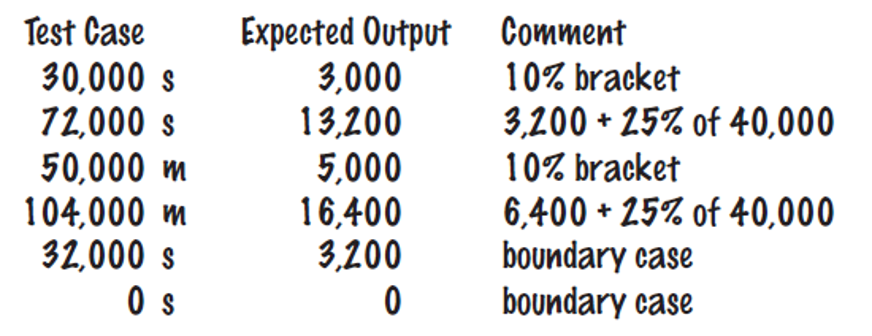 Test Case Expected Output Comment
30,000 s 3,000 10% bracket
72,000 s 13,200 3,200 + 25% of 40,000
50,000 m 5,000 10% bracket
104,000 m 16,400 6,400 + 25% of 40,000
32,000 s 3,200 boundary case
0 s 0 boundary case